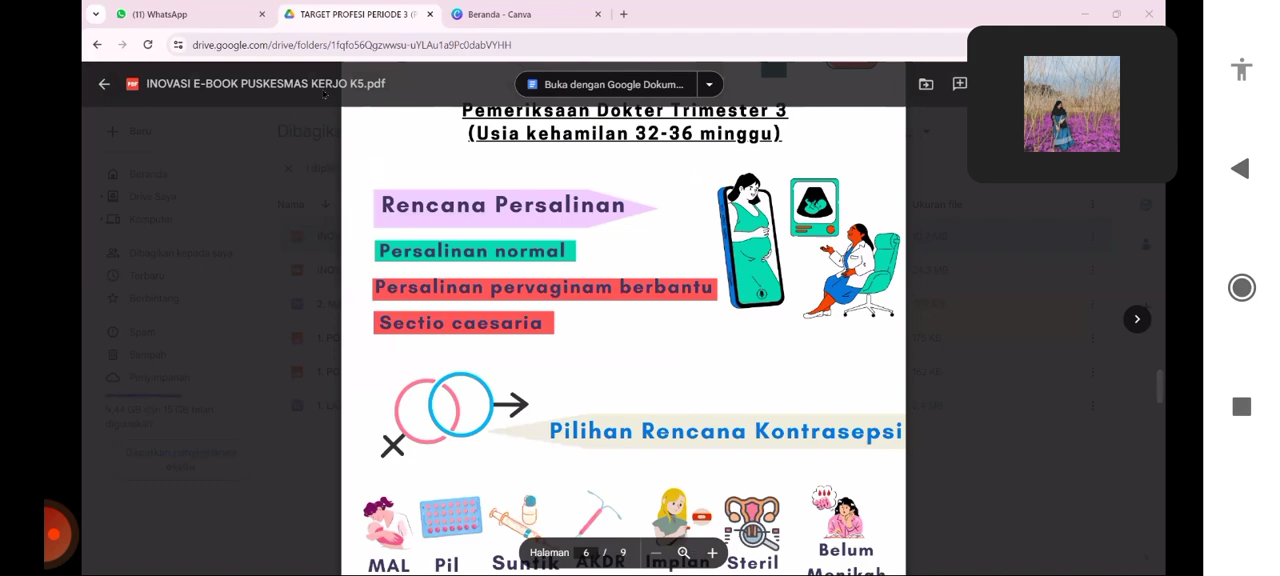 (11) WhatsApp
TARGET PROFESI PERIODE 3 (P
Beranda - Canva
drive.google.com/drive/folders/1fqfo56Qgzwwsu-uYLAu1a9Pc0dabVYHH
INOVASI E-BOOK PUSKESMAS KERJO K5.pdf
Buka dengan Google Dokum...
Pemeriksaan Dokter Trimester 3
(Usia kehamilan 32-36 minggu)
Baru
Dibagika
Beranda
Drive Saya
Komputer
Dibagikan kepada saya
Terbaru
Berbintang
Spam
Sampah
Penyimpanan
Nama
Ukuran file
Rencana Persalinan
Persalinan normal
Persalinan pervaginam berbantu
Sectio caesaria
Pilihan Rencana Kontrasepsi
MAL
Pil
Suntik
AKDR
Implan
Steril
Belum
Menikah
Halaman 6 / 9